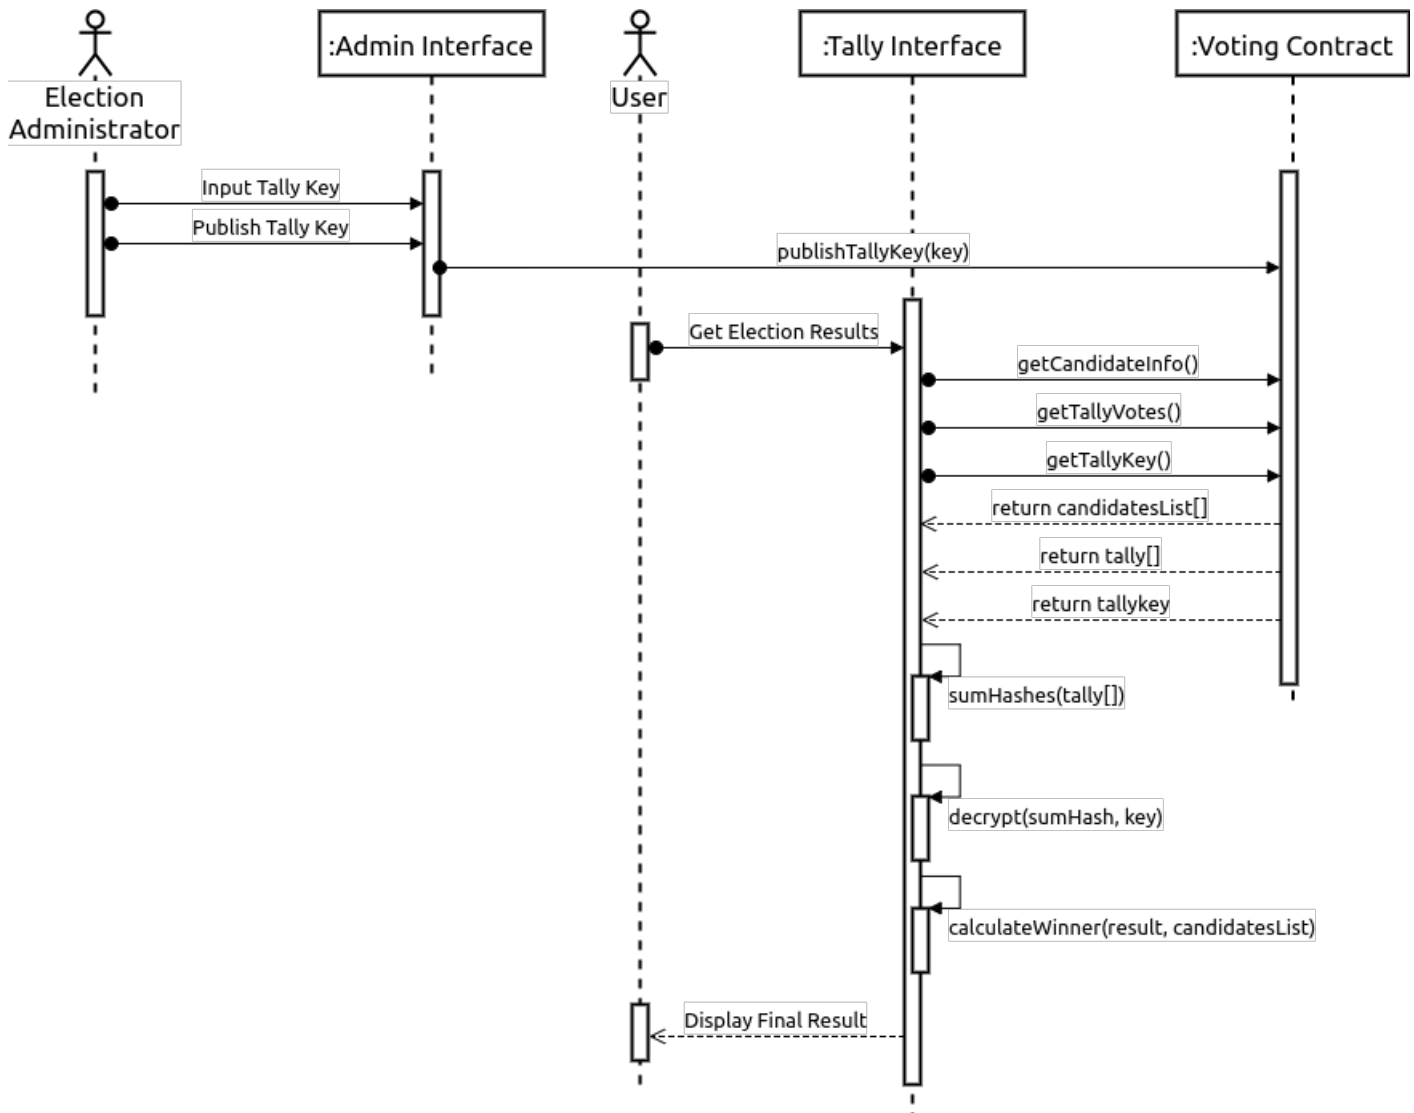 Election
Administrator
:Admin Interface
User
:Tally Interface
:Voting Contract
Input Tally Key
Publish Tally Key
publishTallyKey(key)
Get Election Results
getCandidateInfo()
getTallyVotes()
getTallyKey()
return candidatesList[]
return tally[]
return tallykey
sumHashes(tally[])
decrypt(sumHash, key)
calculateWinner(result, candidatesList)
Display Final Result